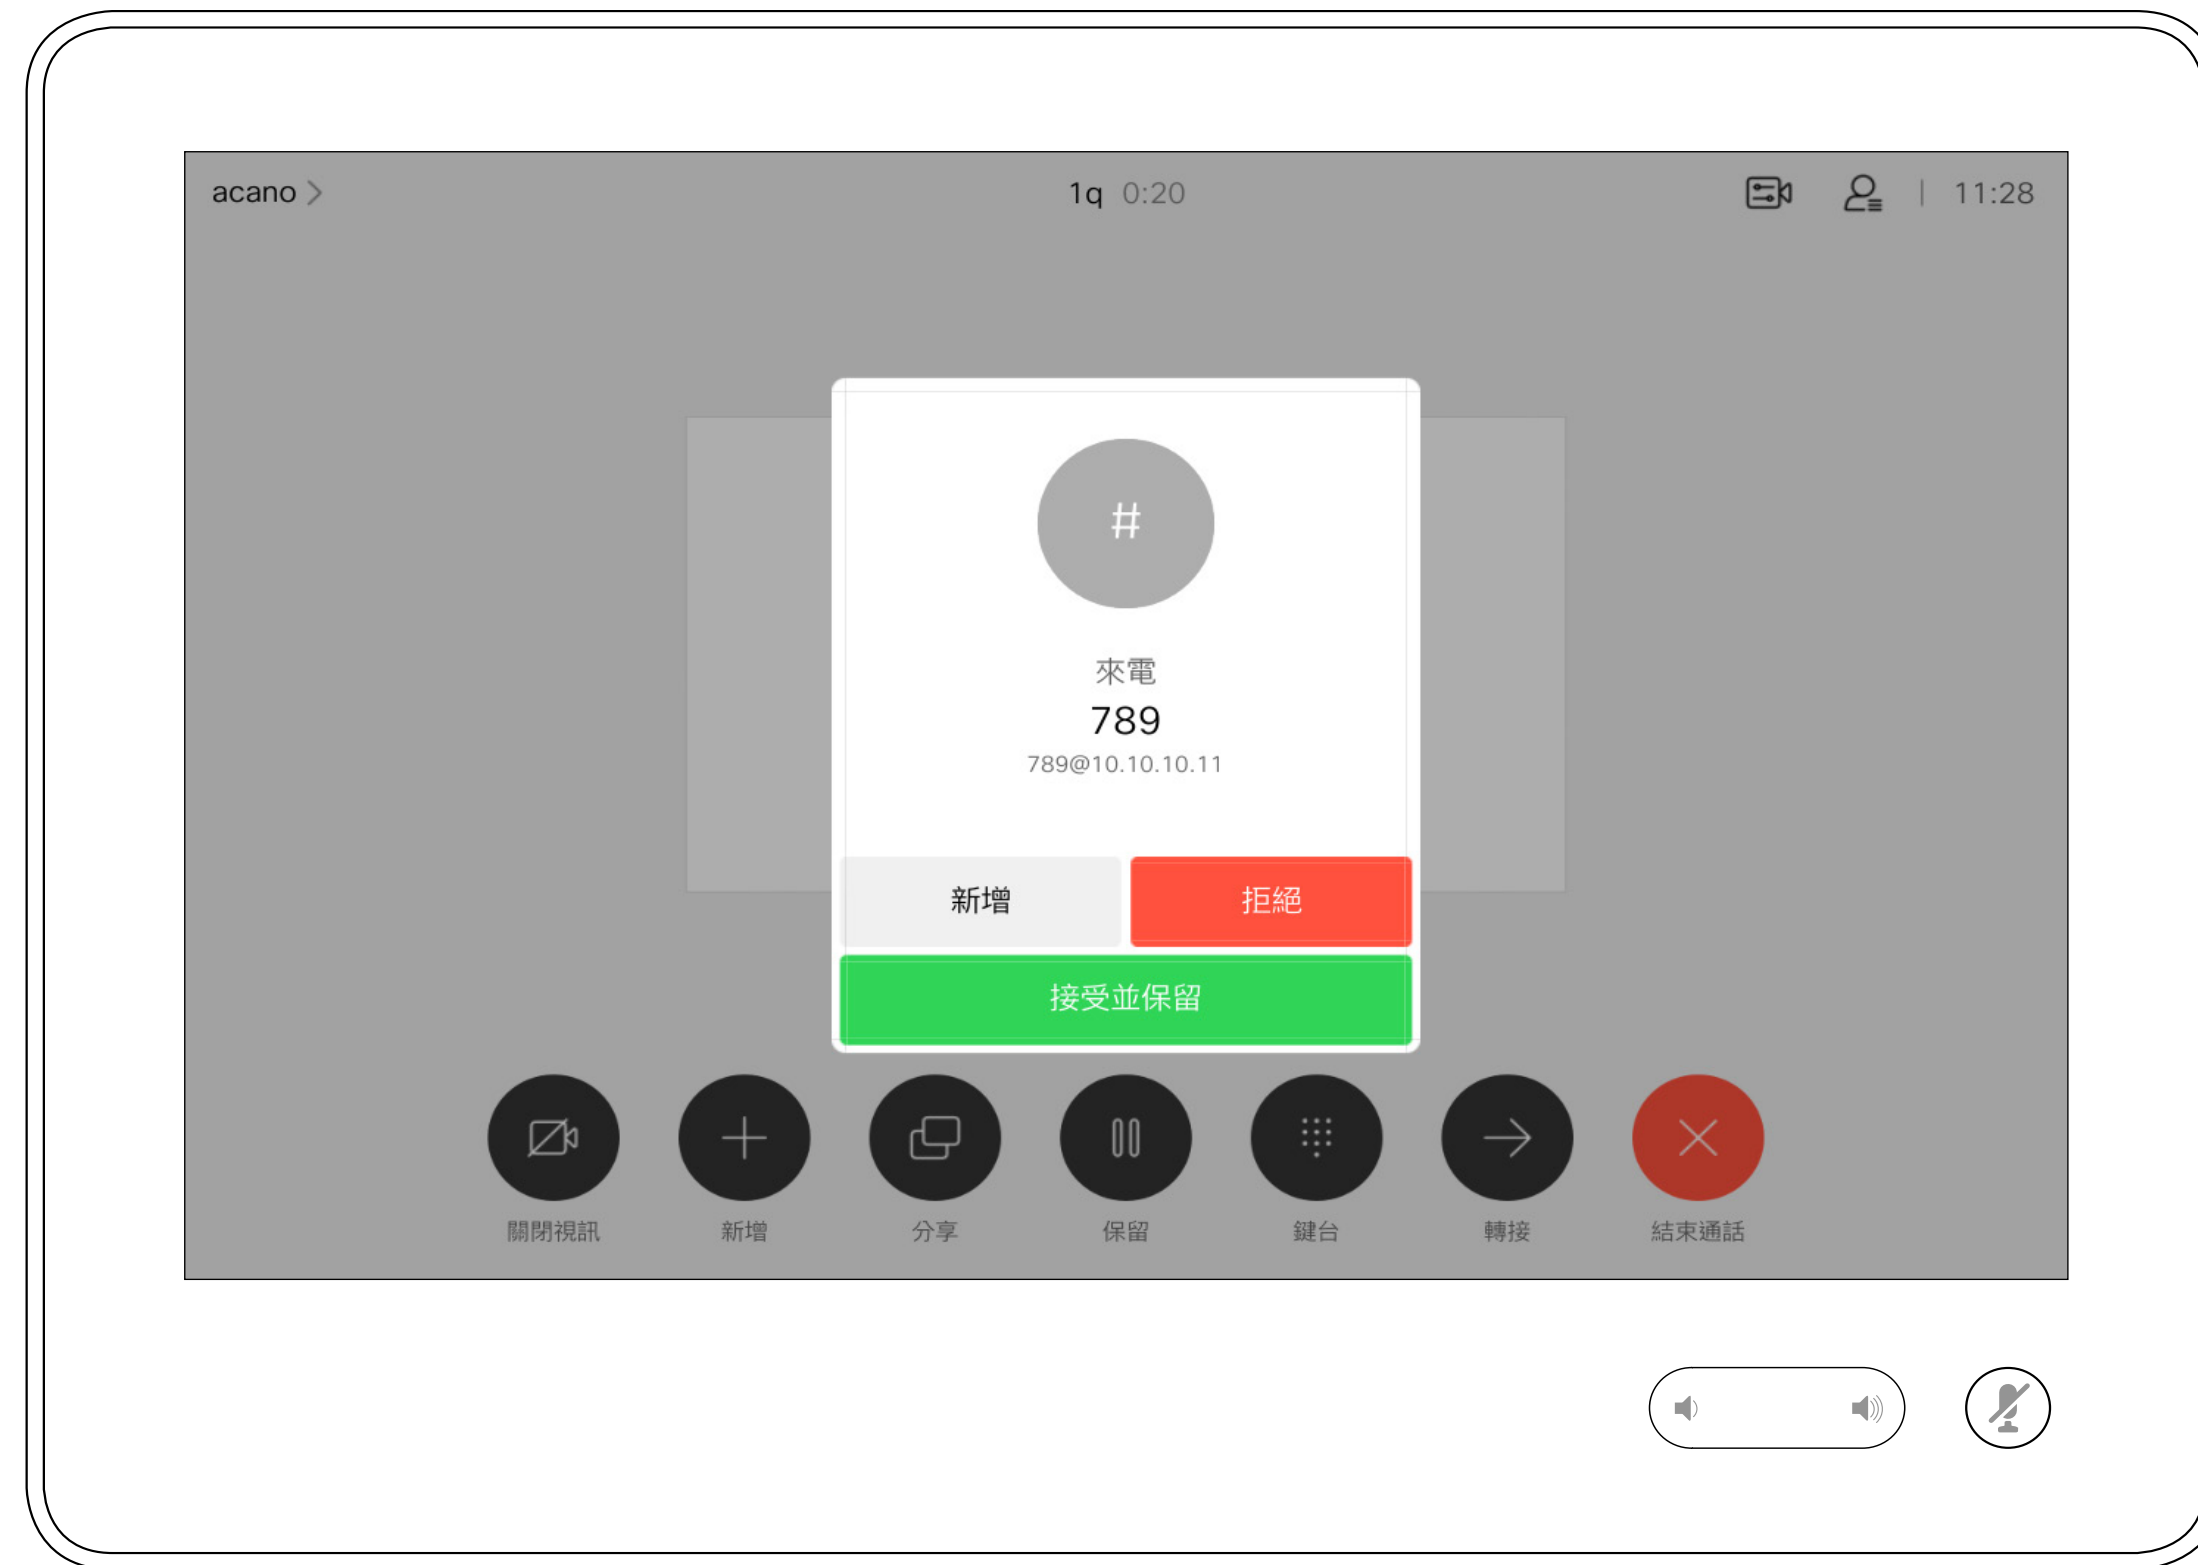 acano
1q 0:20
11:28
#
來電
789
789@10.10.10.11
新增
拒絕
接受並保留
關閉視訊
新增
分享
保留
鍵台
轉接
結束通話